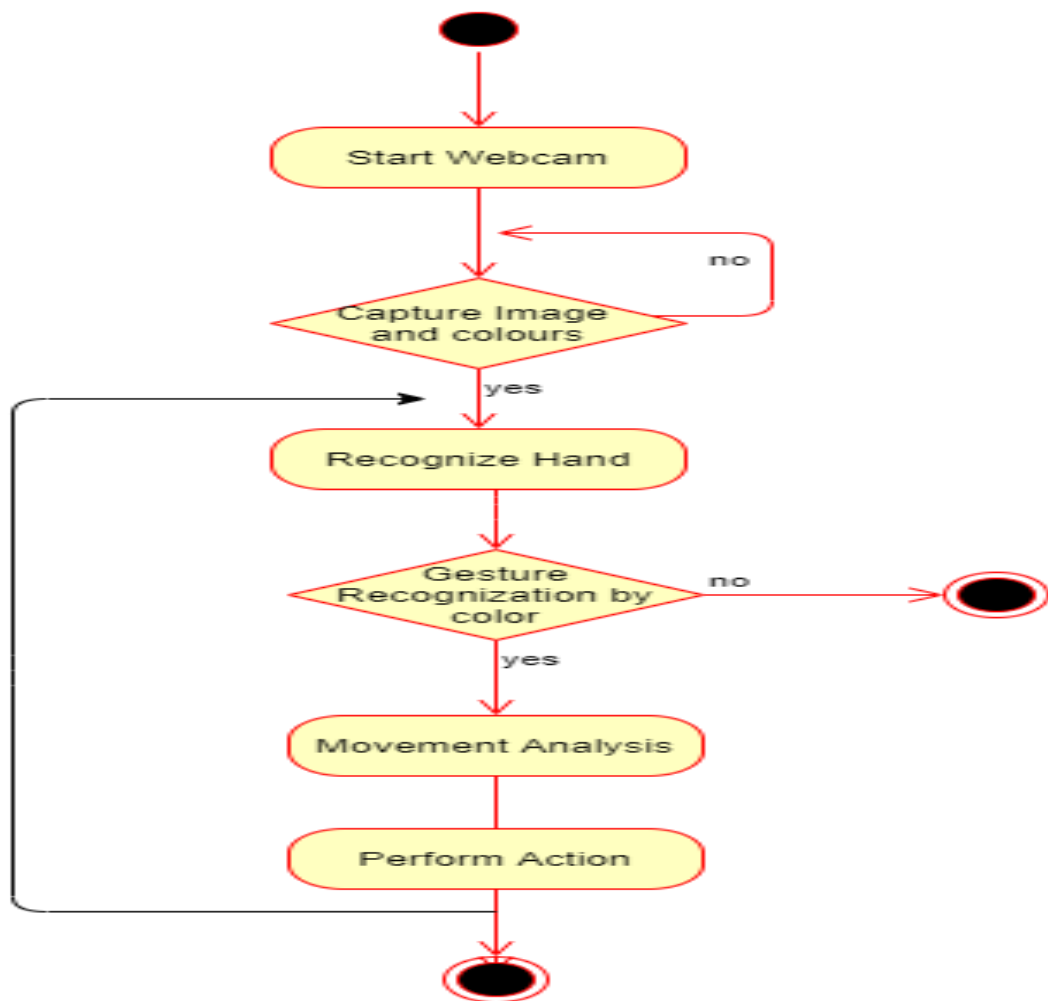 Start Webcam
no
Capture Image
and colours
yes
Recognize Hand
Gesture
Recognization by
color
no
yes
Movement Analysis
Perform Action